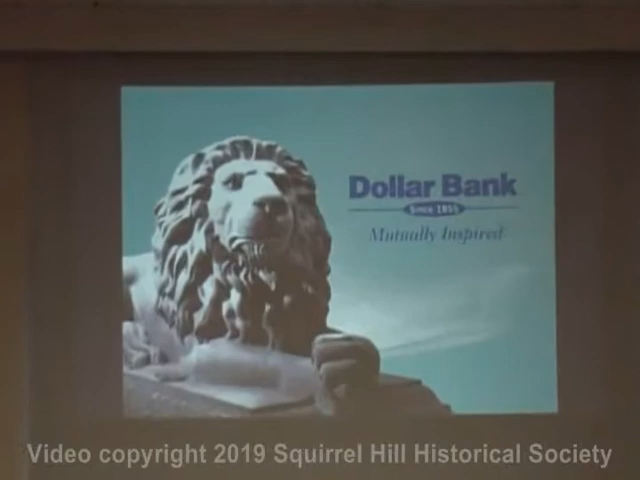 Dollar Bank
Since 1855
Mutually Inspired
Video copyright 2019 Squirrel Hill Historical Society